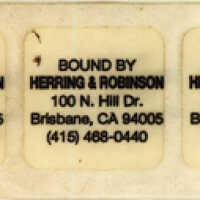 BOUND BY
HERRING & ROBINSON
100 N. Hill Dr.
Brisbane, CA 94005
(415) 468-0440